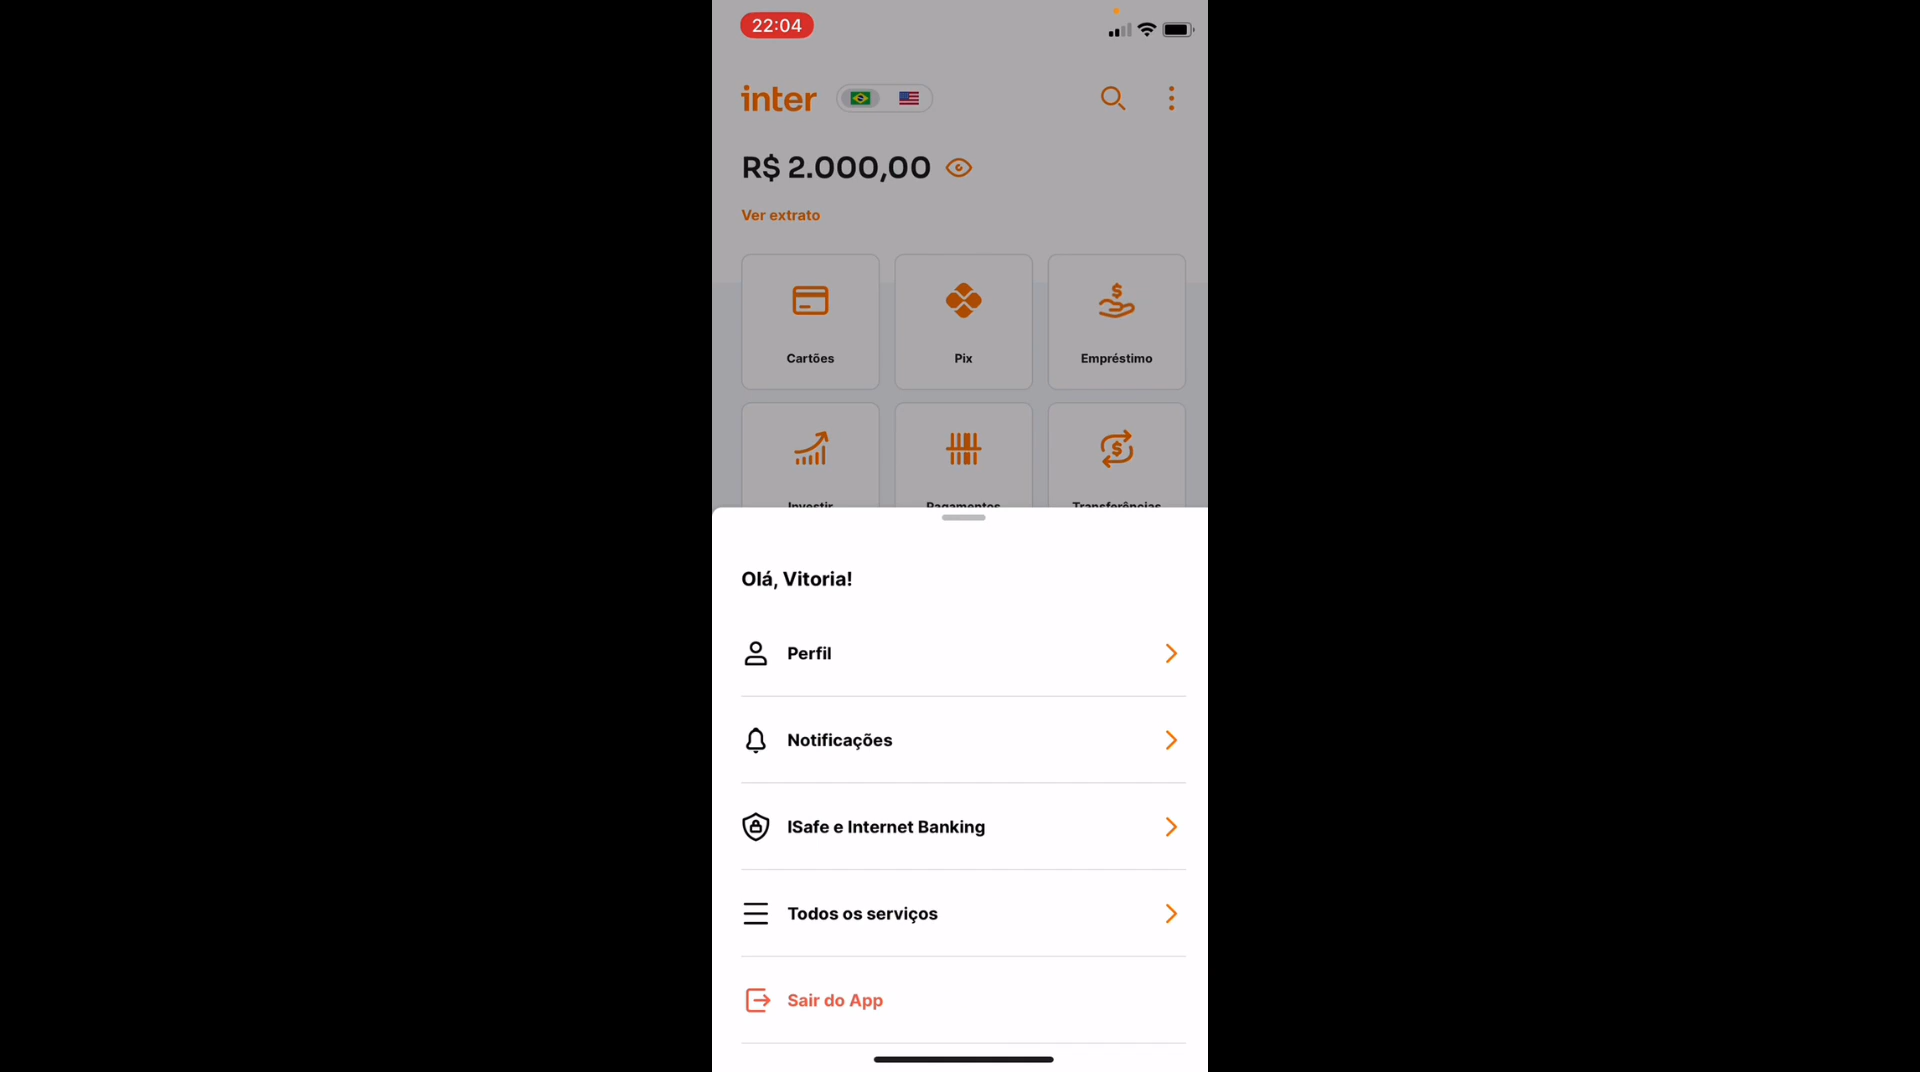 22:04
inter
R$ 2.000,00
Ver extrato
Cartões
Pix
Empréstimo
Investir
Pagamentos
Transferências
Olá, Vitoria!
Perfil
Notificações
ISafe e Internet Banking
Todos os serviços
Sair do App